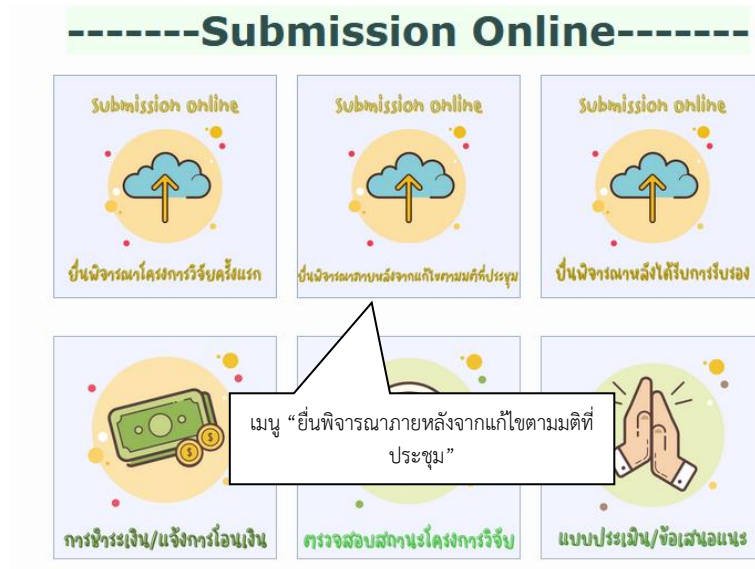 -------Submission Online-------
Submission online
Submission online
Submission online
ยื่นพิจารณาโครงการวิจัยครั้งแรก
ยื่นพิจารณาภายหลังจากแก้ไขตามมติที่ประชุม
ยื่นพิจารณาหลังได้รับการรับรอง
เมนู “ยื่นพิจารณาภายหลังจากแก้ไขตามมติที่
ประชุม”
การชำระเงิน/แจ้งการโอนเงิน
ตรวจสอบสถานะโครงการวิจัย
แบบประเมิน/ข้อเสนอแนะ